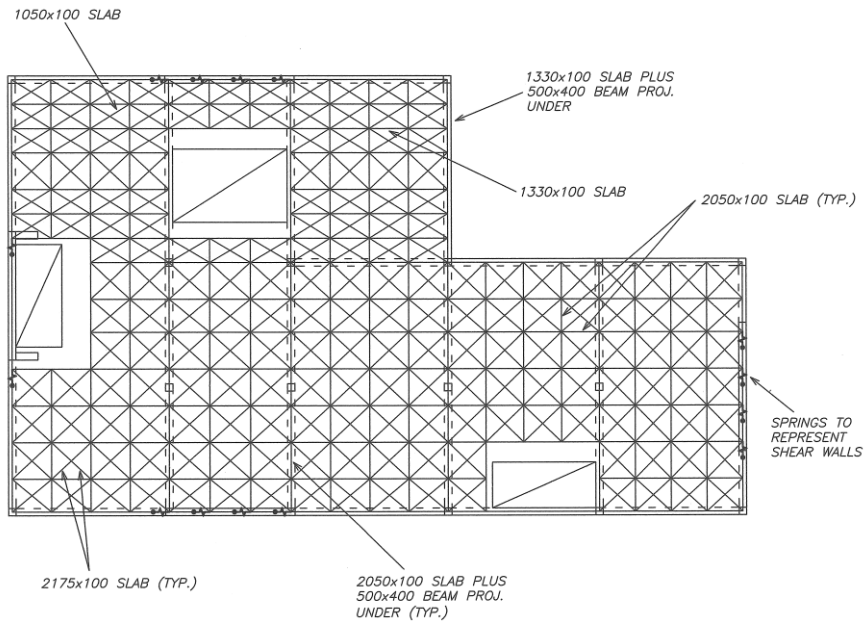 1050x100 SLAB
1330x100 SLAB PLUS
500x400 BEAM PROJ.
UNDER
1330x100 SLAB
2050x100 SLAB (TYP.)
SPRINGS TO
REPRESENT
SHEAR WALLS
2175x100 SLAB (TYP.)
2050x100 SLAB PLUS
500x400 BEAM PROJ.
UNDER (TYP.)